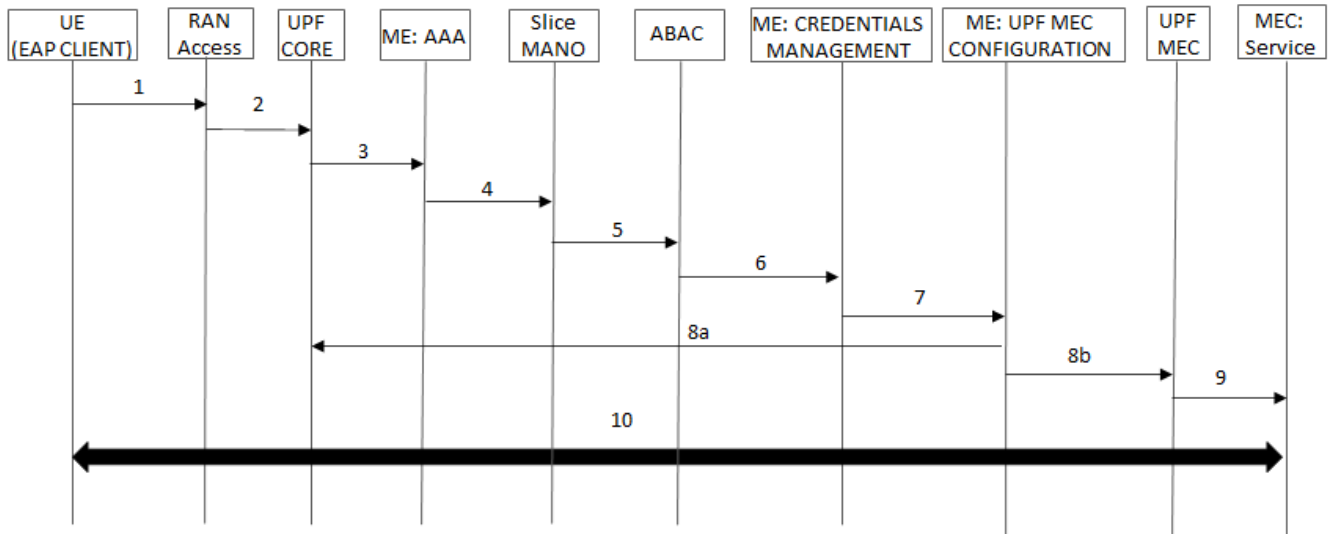 UE
(EAP CLIENT)
RAN
Access
UPF
CORE
ME: AAA
Slice
MANO
ABAC
ME: CREDENTIALS
MANAGEMENT
ME: UPF MEC
CONFIGURATION
UPF
MEC
MEC:
Service
1
2
3
4
5
6
7
8a
8b
9
10